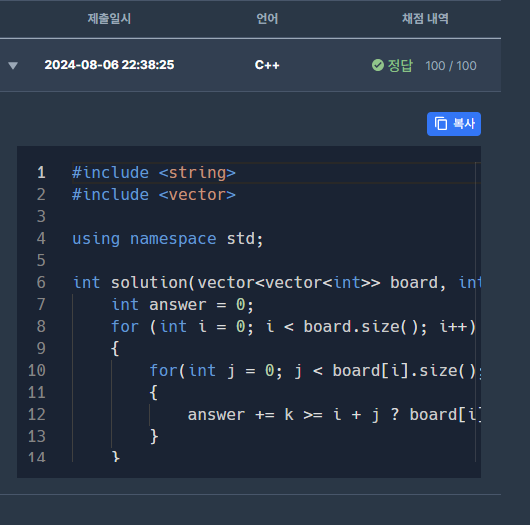 제출일시 언어 채점 내역
2024-08-06 22:38:25 C++ 정답 100 / 100
복사
1 #include <string>
2 #include <vector>
3
4 using namespace std;
5
6 int solution(vector<vector<int>> board, int
7     int answer = 0;
8     for (int i = 0; i < board.size(); i++)
9     {
10         for(int j = 0; j < board[i].size();
11         {
12             answer += k >= i + j ? board[i]
13         }
14     }